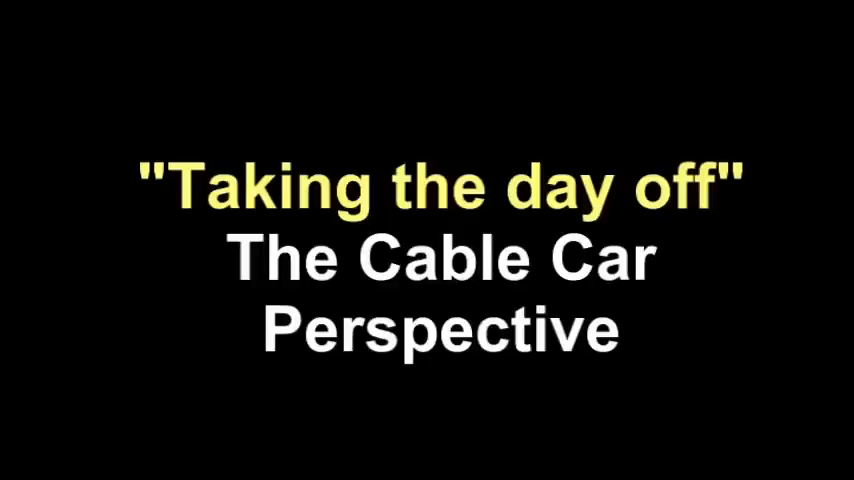 "Taking the day off"
The Cable Car
Perspective